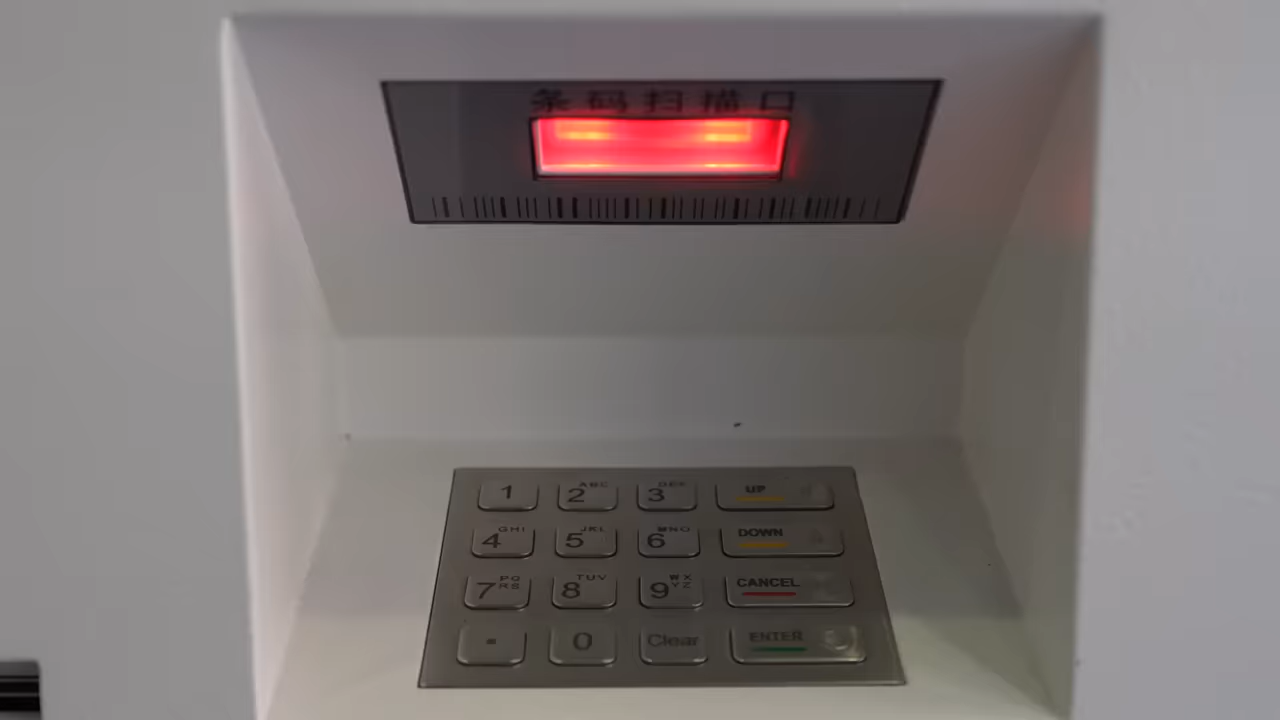 条码扫描口
1 2 ABC 3 DEF UP
4 GHI 5 JKL 6 MNO DOWN
7 PQRS 8 TUV 9 WXYZ CANCEL
0 Clear ENTER